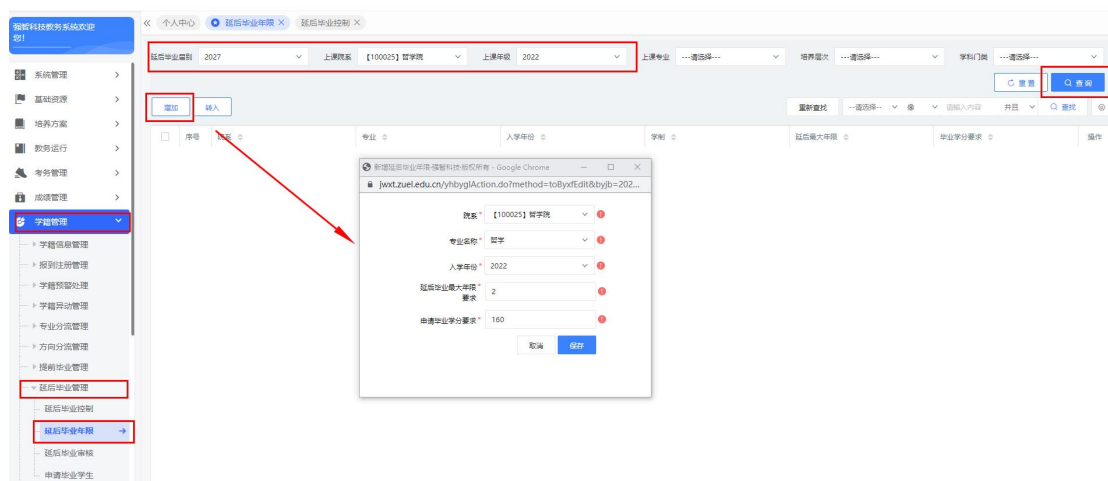 强智科技教务系统欢迎
您!
个人中心 延后毕业年限 延后毕业控制
延后毕业届别 2027 上课院系 【100025】哲学院 上课年级 2022 上课专业 ---请选择--- 培养层次 ---请选择--- 学科门类 ---请选择---
重置 查询
增加 转入 重新查找 --请选择-- 像 请输入内容 并且 查找
序号 院系 专业 入学年份 学制 延后最大年限 毕业学分要求 操作
系统管理
基础资源
培养方案
教务运行
考务管理
成绩管理
学籍管理
学籍信息管理
报到注册管理
学籍预警处理
学籍异动管理
专业分流管理
方向分流管理
提前毕业管理
延后毕业管理
延后毕业控制
延后毕业年限
延后毕业审核
申请毕业学生
新增延后毕业年限-强智科技-版权所有 - Google Chrome
jwxt.zuel.edu.cn/yhbyglAction.do?method=toByxfEdit&byjb=202...
院系* 【100025】哲学院
专业名称* 哲学
入学年份* 2022
延后毕业最大年限* 2
要求
申请毕业学分要求* 160
取消 保存